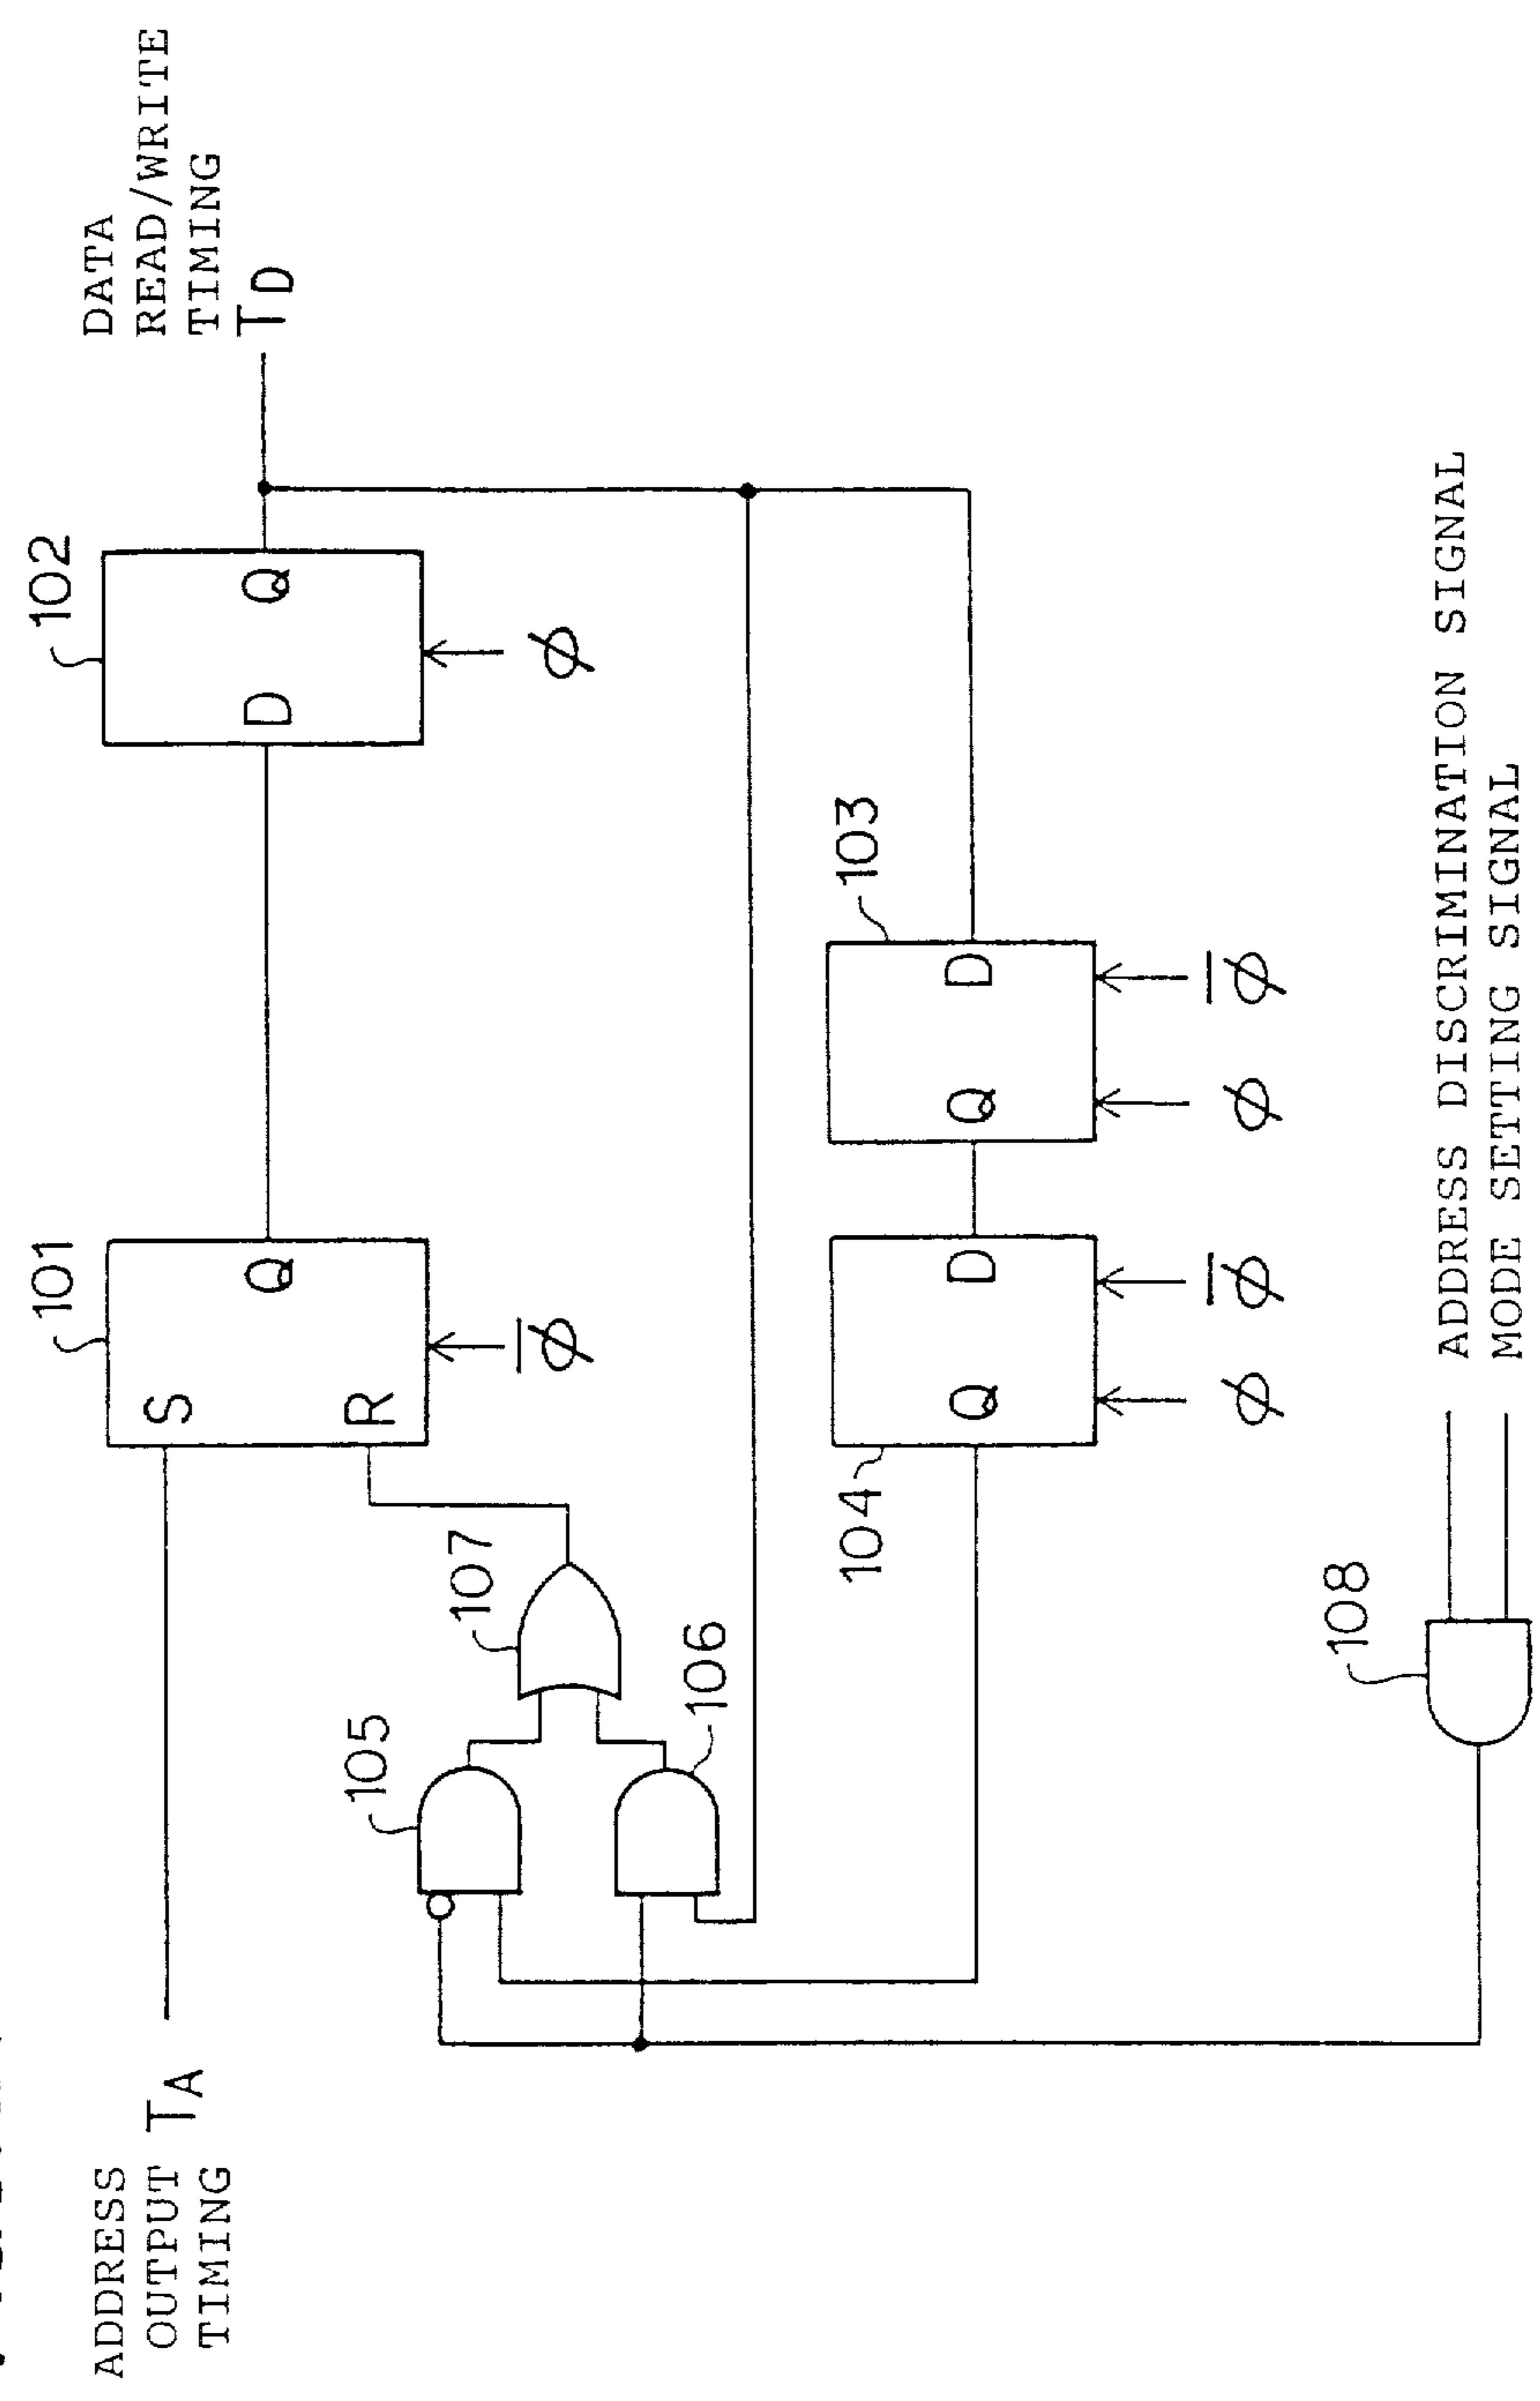 DATA
READ/WRITE
TIMING
TD
102
D Q
ϕ
101
S
Q
R
ϕ̅
ADDRESS
OUTPUT TA
TIMING
107
105
106
103
Q D
ϕ ϕ̅
104
Q D
ϕ ϕ̅
108
ADDRESS DISCRIMINATION SIGNAL
MODE SETTING SIGNAL